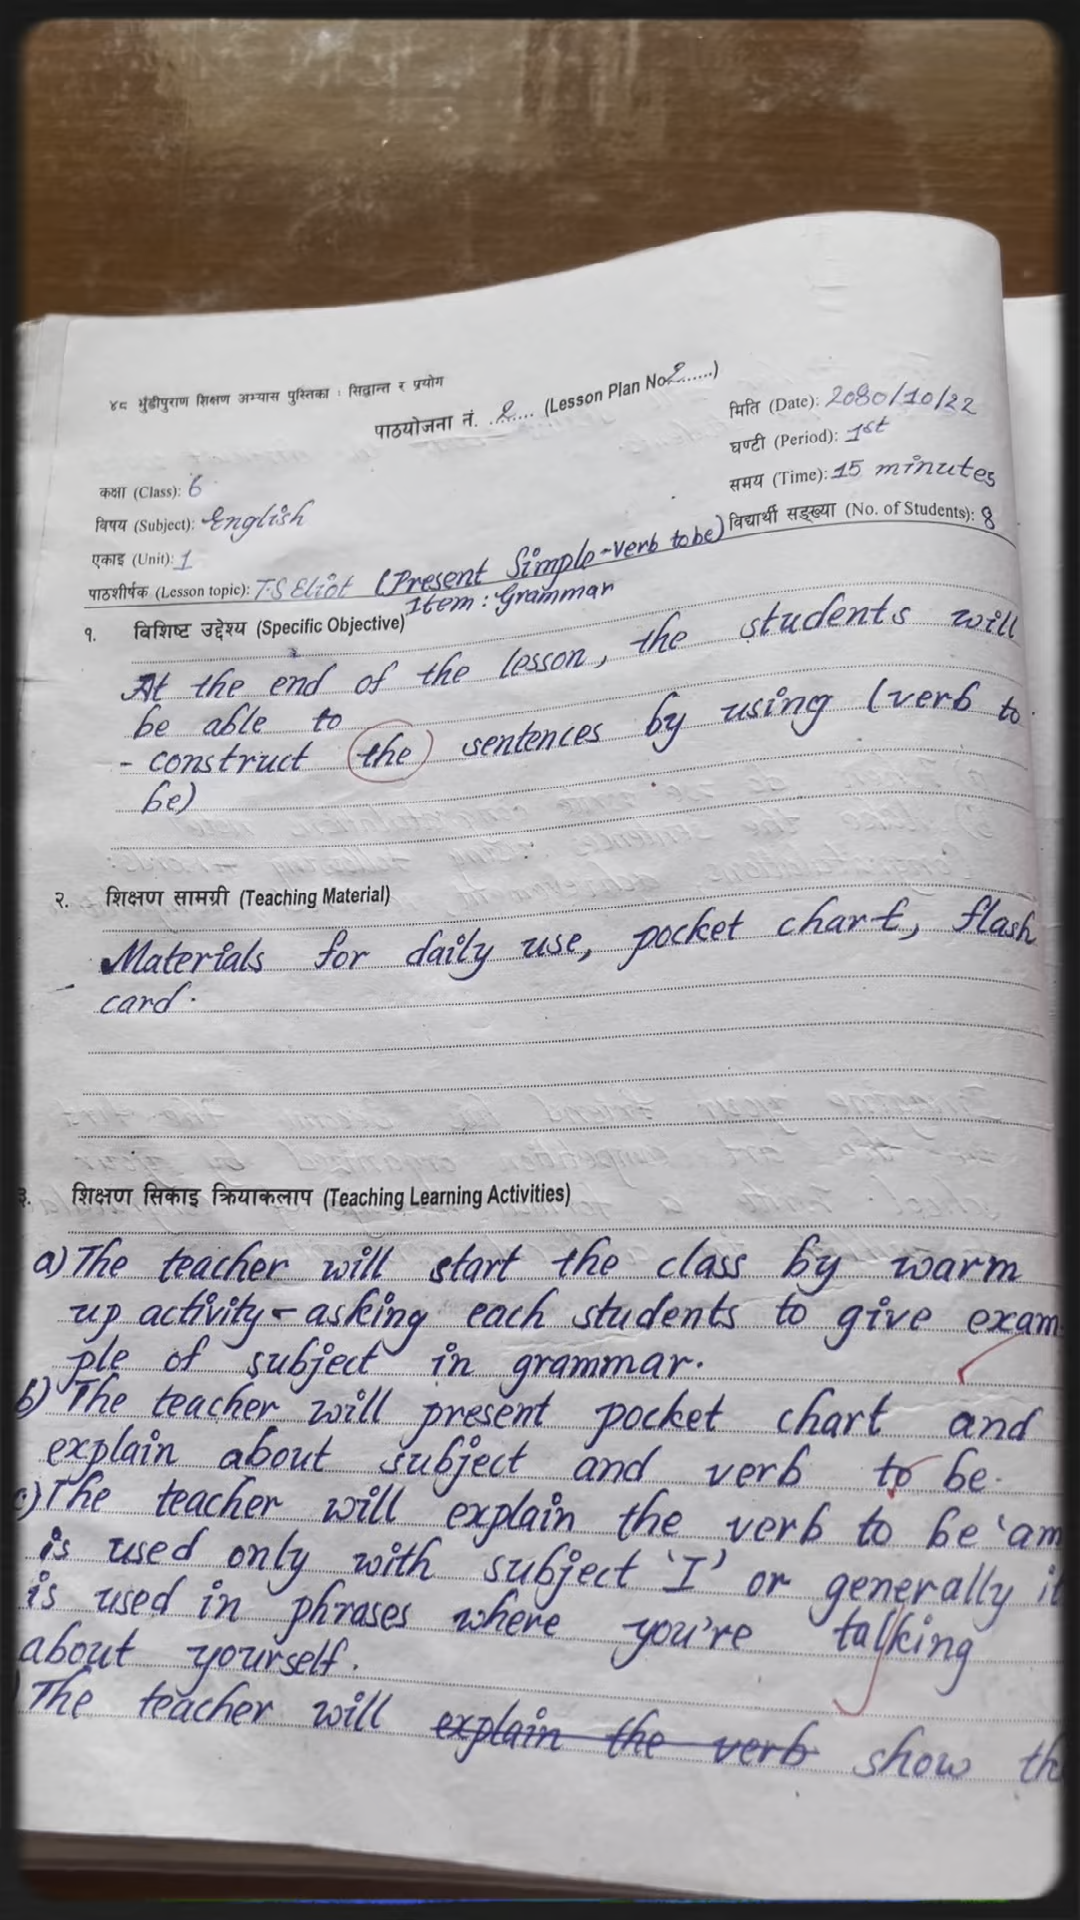 ४८ भुँडीपुराण शिक्षण अभ्यास पुस्तिका : सिद्धान्त र प्रयोग
पाठयोजना नं. 2 (Lesson Plan No 2......)
मिति (Date): 2080/10/22
घण्टी (Period): 1st
कक्षा (Class): 6
समय (Time): 15 minutes
विषय (Subject): English
विद्यार्थी सङ्ख्या (No. of Students): 8
एकाइ (Unit): 1
पाठशीर्षक (Lesson topic): T.S Eliot (Present Simple-Verb to be)
Item : Grammar
१. विशिष्ट उद्देश्य (Specific Objective)
At the end of the lesson, the students will
be able to
- construct the sentences by using (verb to
be)
२. शिक्षण सामग्री (Teaching Material)
Materials for daily use, pocket chart, flash
card.
३. शिक्षण सिकाइ क्रियाकलाप (Teaching Learning Activities)
a) The teacher will start the class by warm
up activity - asking each students to give exam
ple of subject in grammar.
b) The teacher will present pocket chart and
explain about subject and verb to be.
c) The teacher will explain the verb to be 'am
is used only with subject 'I' or generally it
is used in phrases where you're talking
about yourself.
The teacher will explain the verb show th